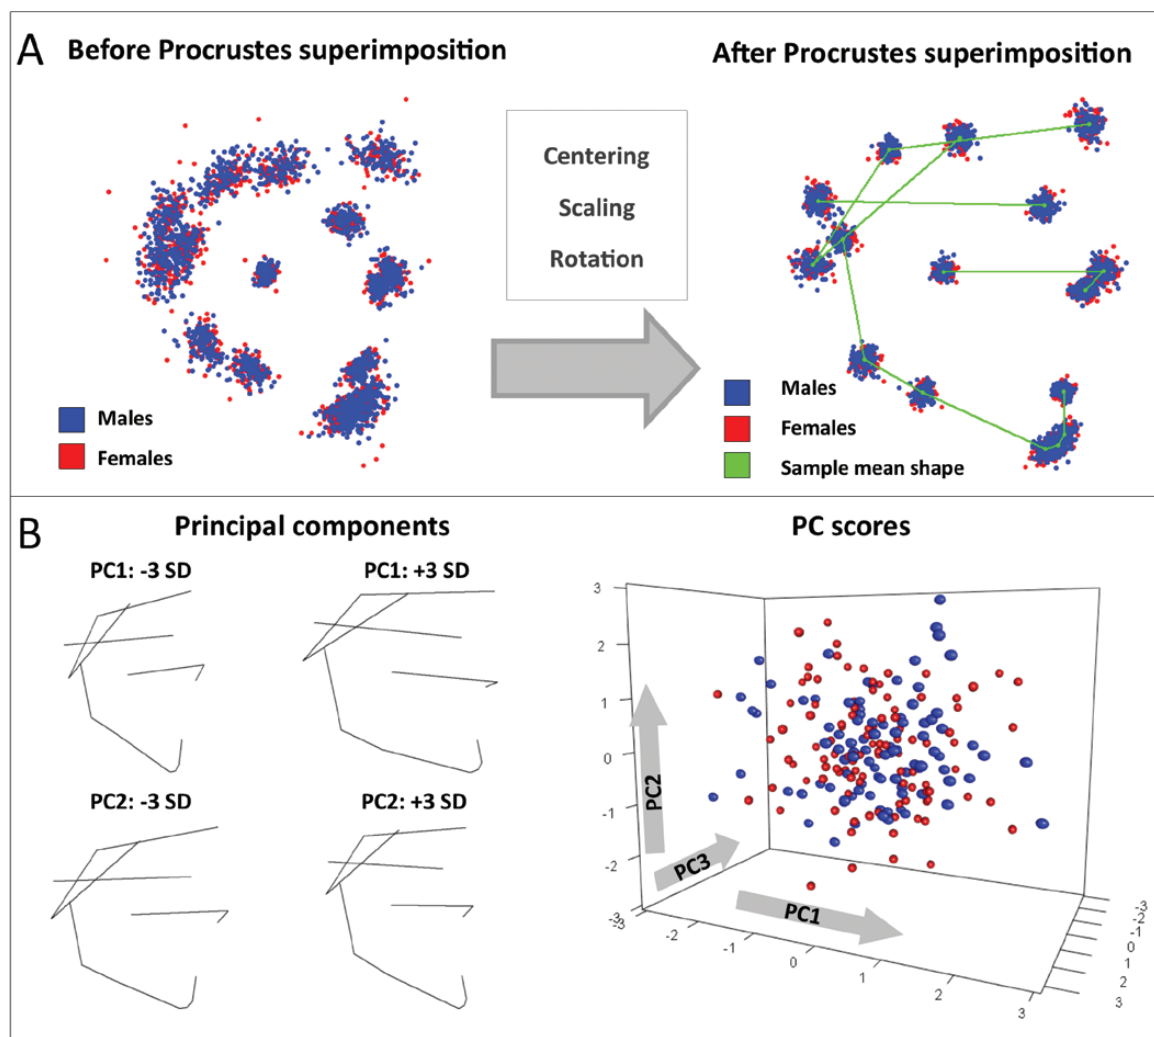 A
Before Procrustes superimposition
After Procrustes superimposition
Centering
Scaling
Rotation
Males
Females
Males
Females
Sample mean shape
B
Principal components
PC scores
PC1: -3 SD
PC1: +3 SD
PC2: -3 SD
PC2: +3 SD
3
2
1
0
-1
-2
-3
PC2
PC3
PC1
-3
-2
-1
0
1
2
3
-3
-2
-1
0
1
2
3